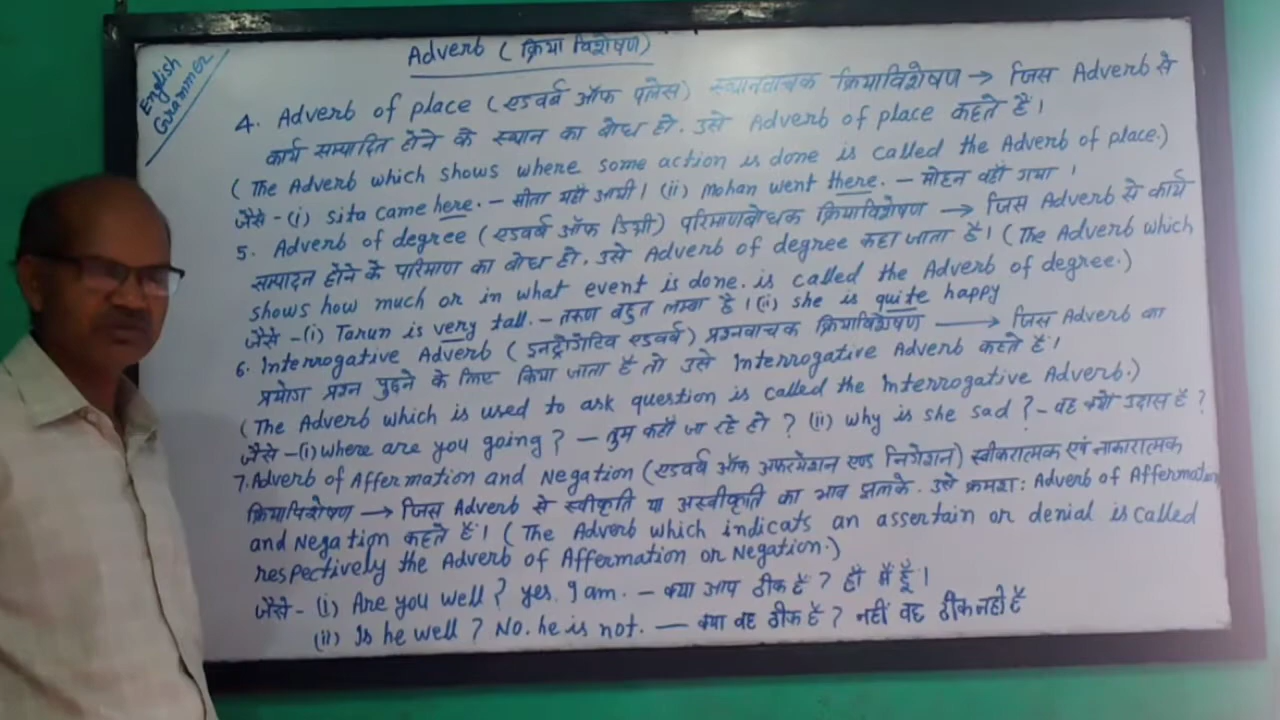 English
Grammer
Adverb (क्रिया विशेषण)
4. Adverb of place (एडवर्ब ऑफ पलेस) स्थानवाचक क्रियाविशेषण → जिस Adverb से
कार्य सम्पादित होने के स्थान का बोध हो, उसे Adverb of place कहते हैं।
(The Adverb which shows where some action is done is called the Adverb of place.)
जैसे -(i) Sita came here. - सीता यहाँ आयी। (ii) Mohan went there. - मोहन वहाँ गया ।
5. Adverb of degree (एडवर्ब ऑफ डिग्री) परिमाणबोधक क्रियाविशेषण → जिस Adverb से कार्य
सम्पादन होने के परिमाण का बोध हो, उसे Adverb of degree कहा जाता है। (The Adverb which
shows how much or in what event is done. is called the Adverb of degree.)
जैसे -(i) Tarun is very tall. - तरुण बहुत लम्बा है। (ii) she is quite happy
6. Interrogative Adverb (इनट्रोगेटिव एडवर्ब) प्रश्नवाचक क्रियाविशेषण → जिस Adverb का
प्रयोग प्रश्न पुछने के लिए किया जाता है तो उसे Interrogative Adverb कहते हैं।
(The Adverb which is used to ask question is called the Interrogative Adverb.)
जैसे -(i) where are you going? - तुम कहाँ जा रहे हो ? (ii) why is she sad ? - वह क्यों उदास है ?
7. Adverb of Affermation and Negation (एडवर्ब ऑफ अफरमेशन एण्ड निगेशन) स्वीकरात्मक एवं नाकारात्मक
क्रियाविशेषण → जिस Adverb से स्वीकृति या अस्वीकृति का भाव झलके. उसे क्रमश: Adverb of Affermation
and Negation कहते हैं। (The Adverb which indicats an assertain or denial is called
respectively the Adverb of Affermation or Negation.)
जैसे - (i) Are you well ? yes. I am. - क्या आप ठीक हैं ? हाँ मैं हूँ।
(ii) Is he well ? No. he is not. - क्या वह ठीक है ? नहीं वह ठीक नहीं है